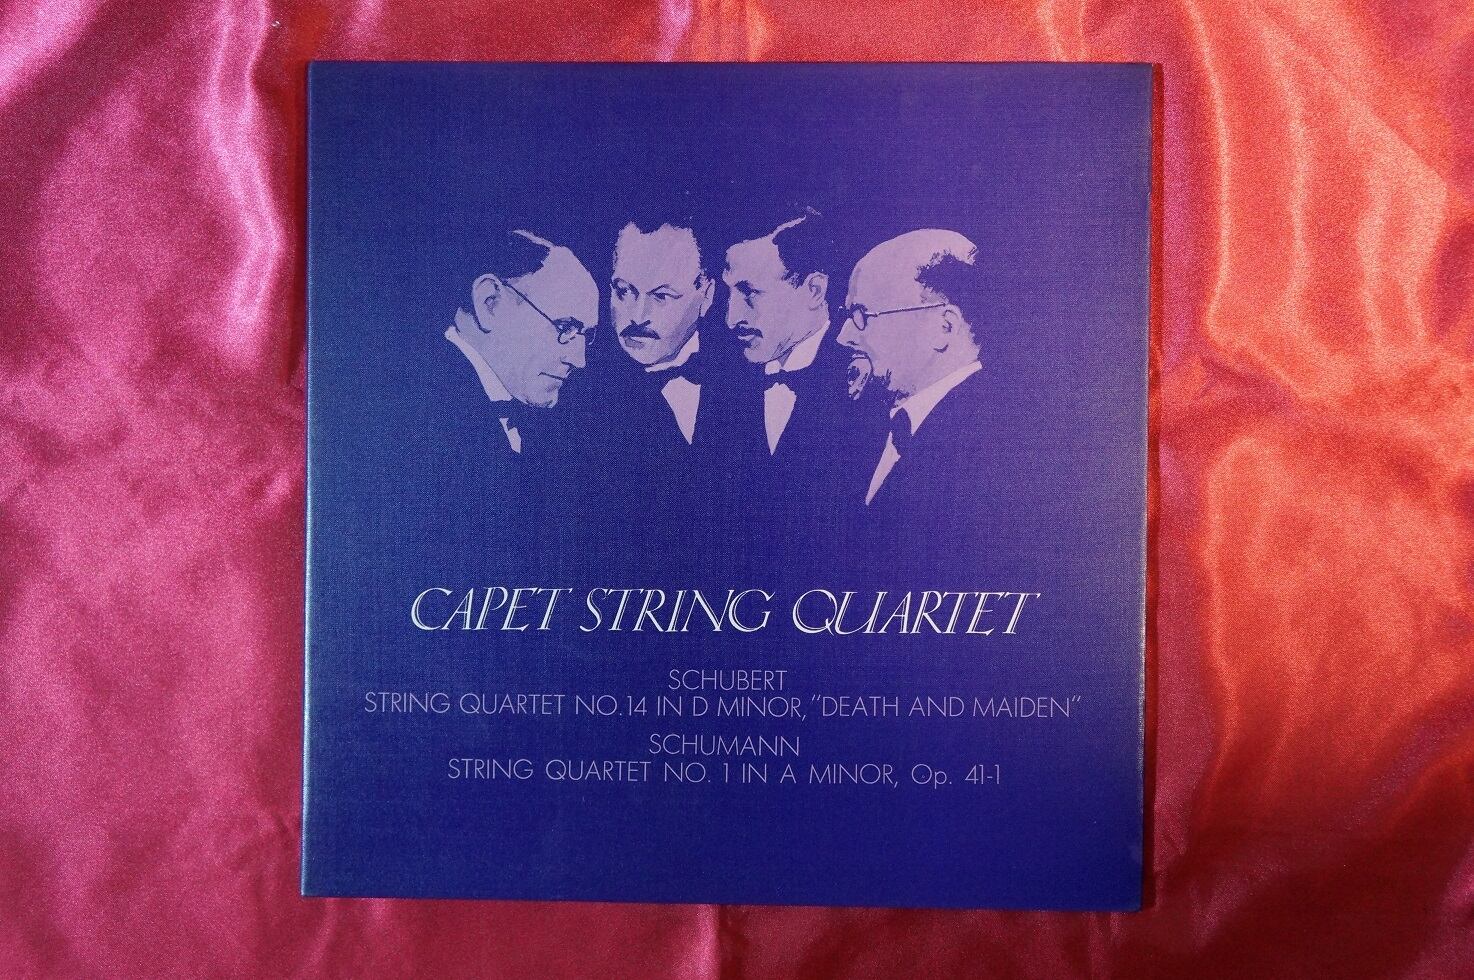 CAPET STRING QUARTET
SCHUBERT
STRING QUARTET NO.14 IN D MINOR, "DEATH AND MAIDEN"
SCHUMANN
STRING QUARTET NO. 1 IN A MINOR, Op. 41-1